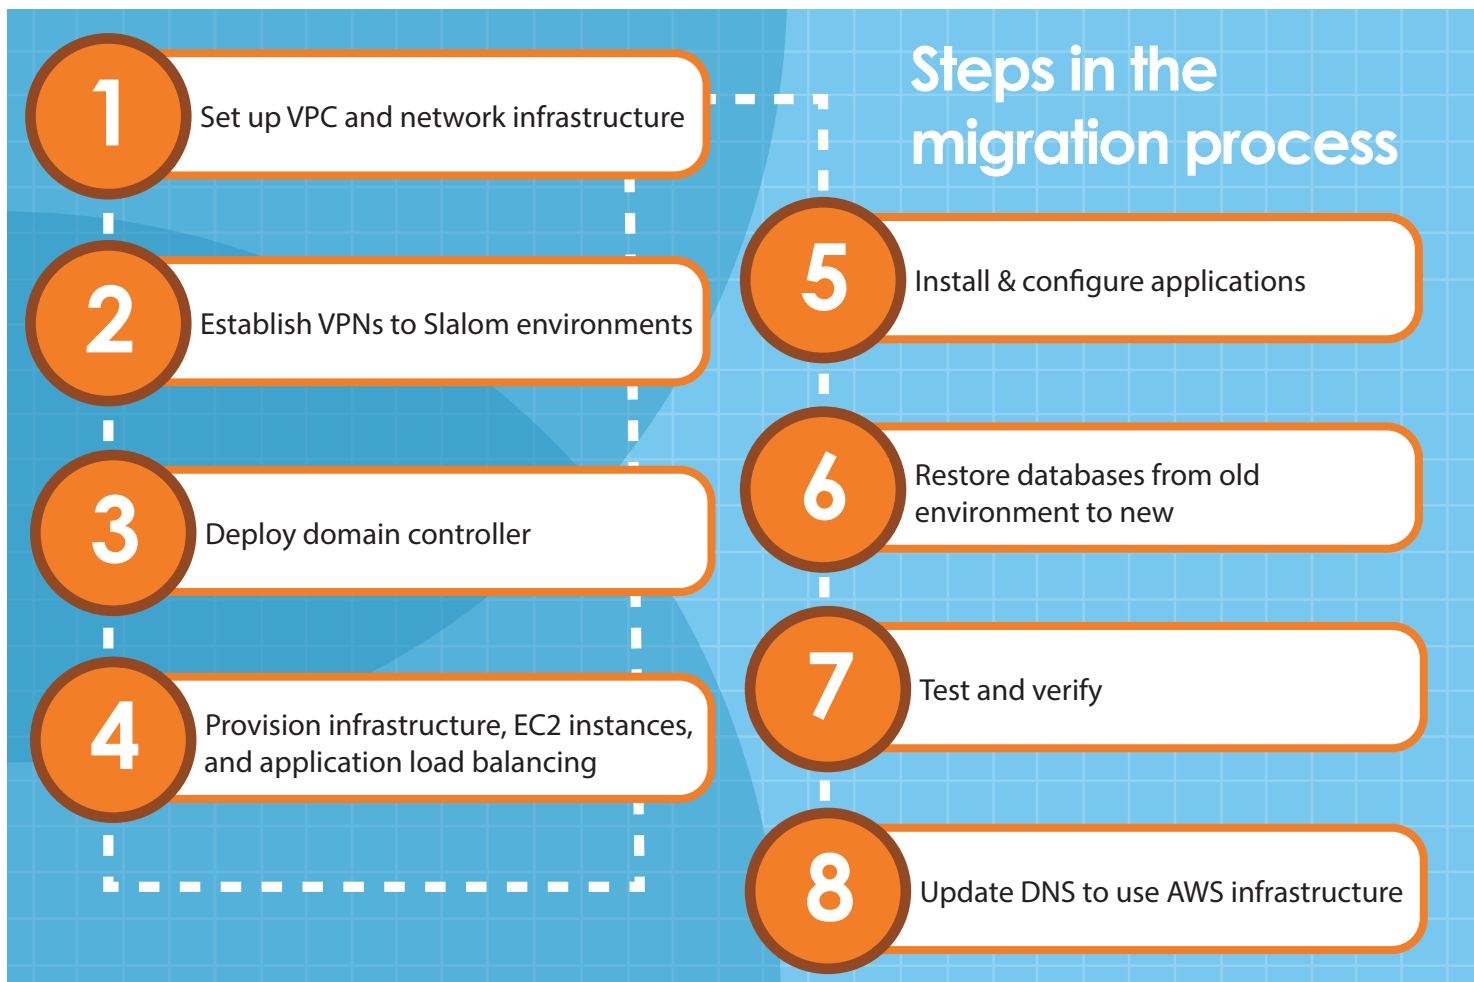 Steps in the
migration process
1
Set up VPC and network infrastructure
2
Establish VPNs to Slalom environments
3
Deploy domain controller
4
Provision infrastructure, EC2 instances,
and application load balancing
5
Install & configure applications
6
Restore databases from old
environment to new
7
Test and verify
8
Update DNS to use AWS infrastructure